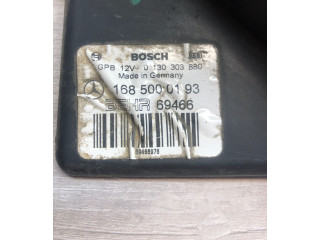 BOSCH
GPB 12V- 0 130 303 880
Made in Germany
168 500 01 93
BEHR 69466